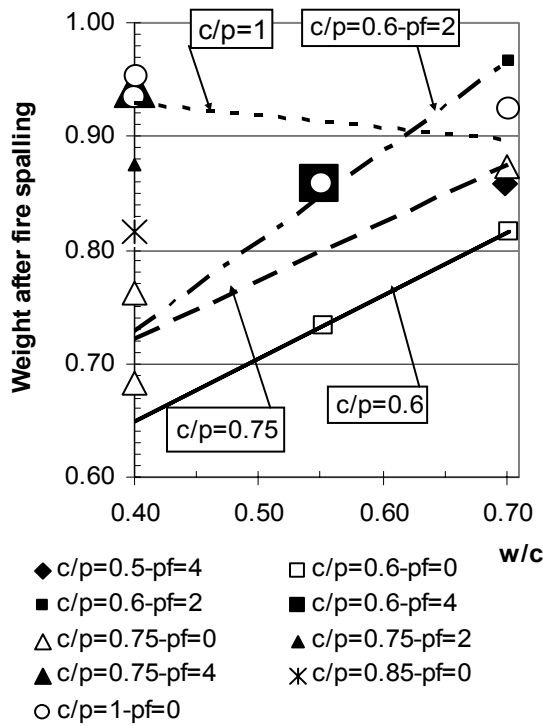 1.00
0.90
0.80
0.70
0.60
Weight after fire spalling
c/p=1
c/p=0.6-pf=2
c/p=0.75
c/p=0.6
0.40 0.50 0.60 0.70
w/c
c/p=0.5-pf=4 c/p=0.6-pf=0
c/p=0.6-pf=2 c/p=0.6-pf=4
c/p=0.75-pf=0 c/p=0.75-pf=2
c/p=0.75-pf=4 c/p=0.85-pf=0
c/p=1-pf=0